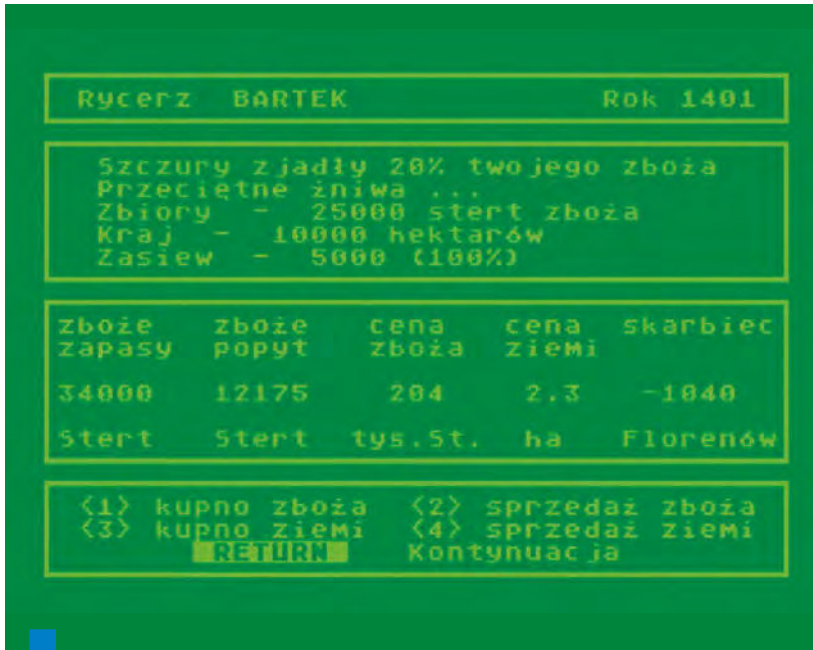 Rycerz BARTEK Rok 1401
Szczury zjadły 20% twojego zboża
Przeciętne żniwa ...
Zbiory - 25000 stert zboża
Kraj - 10000 hektarów
Zasiew - 5000 (100%)
zboże zboże cena cena skarbiec
zapasy popyt zboża ziemi
34000 12175 204 2.3 -1040
Stert Stert tys.St. ha Florenów
<1> kupno zboża <2> sprzedaż zboża
<3> kupno ziemi <4> sprzedaż ziemi
RETURN Kontynuacja